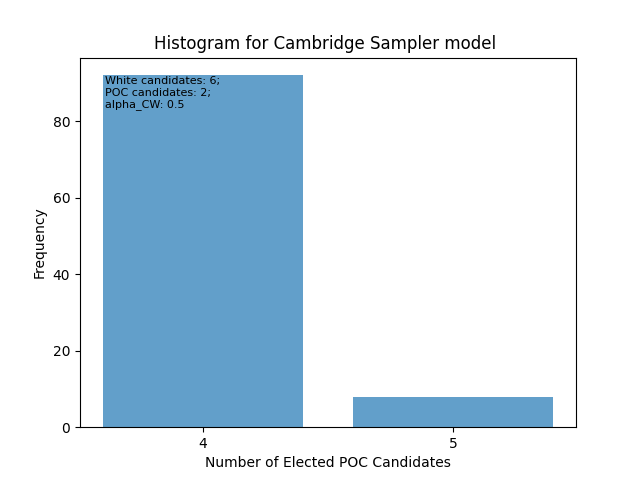 Histogram for Cambridge Sampler model
White candidates: 6;
POC candidates: 2;
alpha_CW: 0.5
80
60
40
20
0
Frequency
4 5
Number of Elected POC Candidates